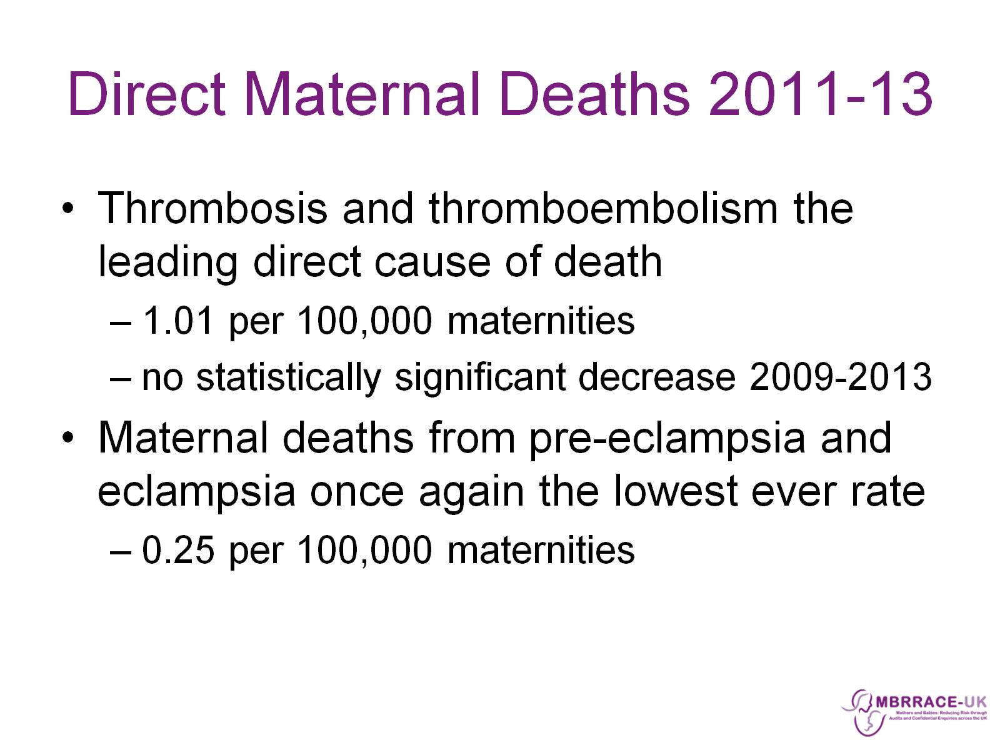 Direct Maternal Deaths 2011-13
• Thrombosis and thromboembolism the
leading direct cause of death
– 1.01 per 100,000 maternities
– no statistically significant decrease 2009-2013
• Maternal deaths from pre-eclampsia and
eclampsia once again the lowest ever rate
– 0.25 per 100,000 maternities
MBRRACE-UK
Mothers and Babies: Reducing Risk through
Audits and Confidential Enquiries across the UK